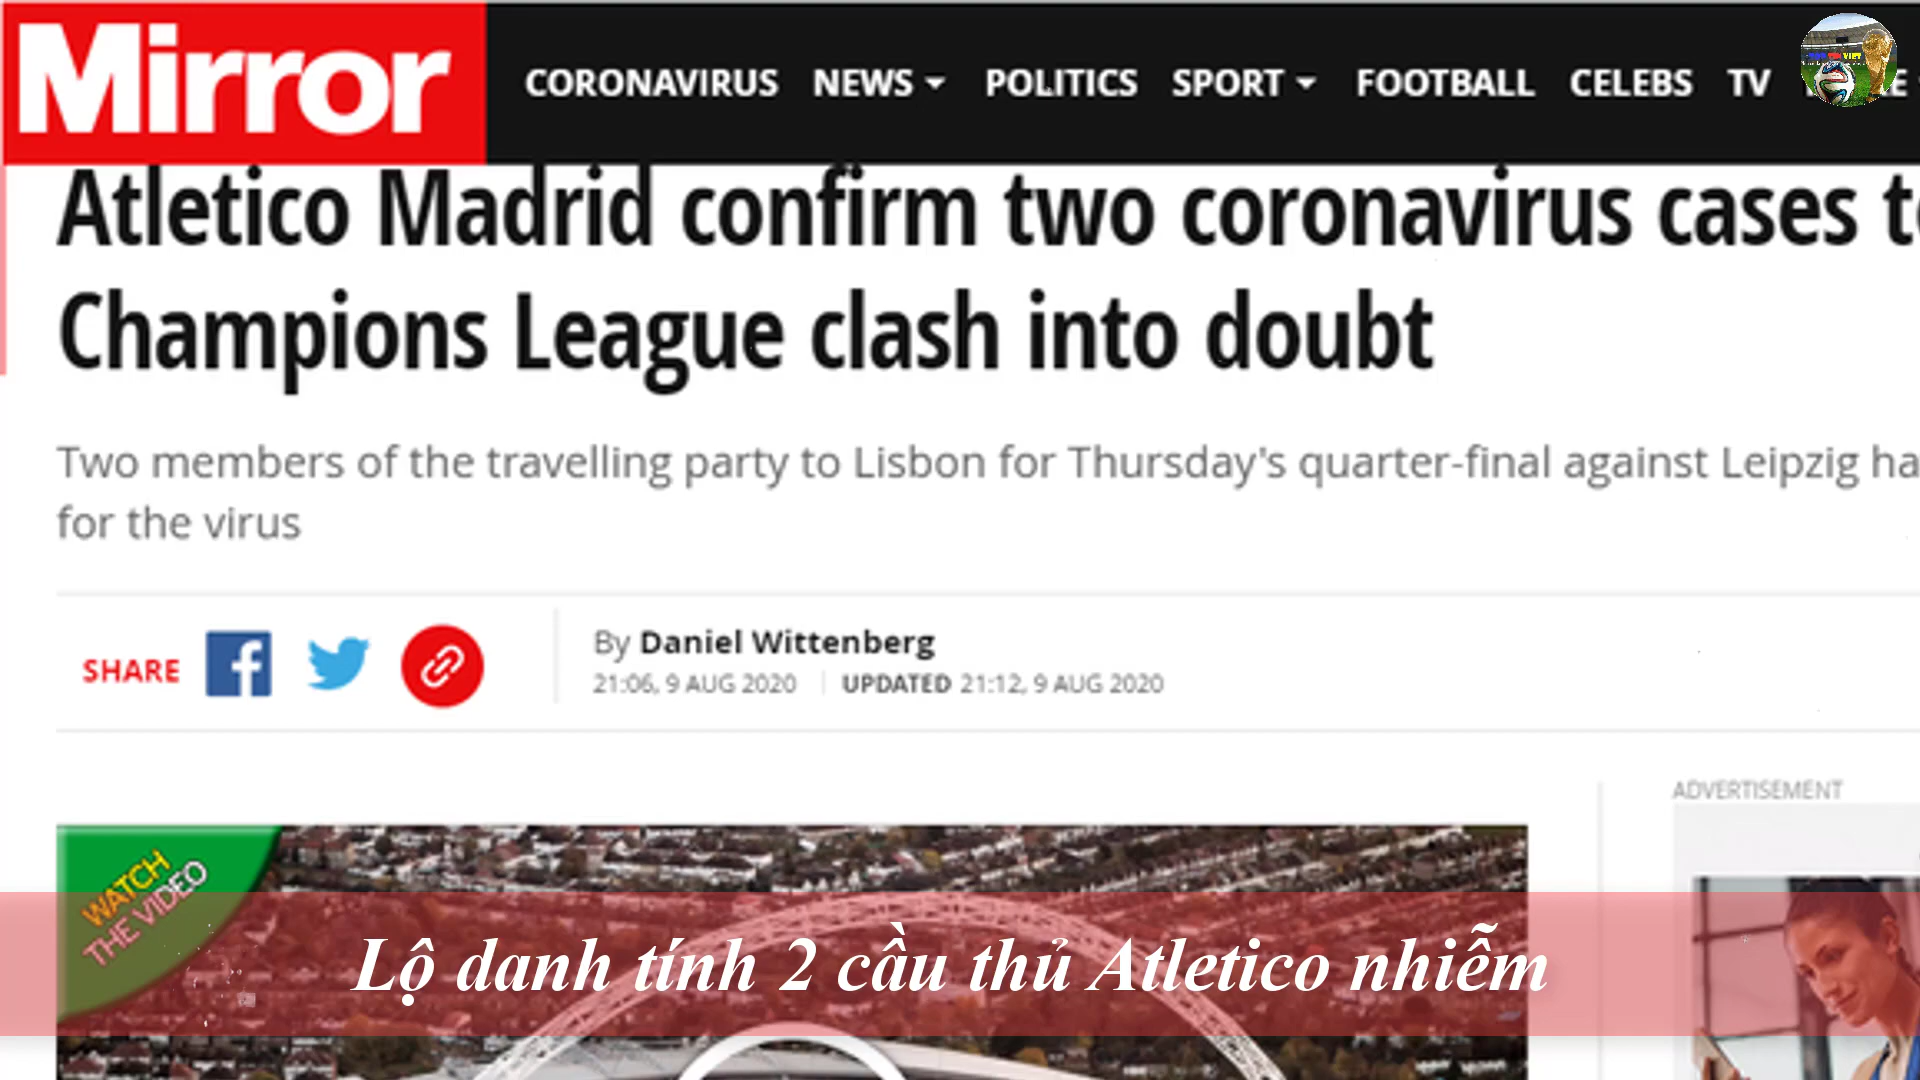 Mirror
CORONAVIRUS NEWS POLITICS SPORT FOOTBALL CELEBS TV
Atletico Madrid confirm two coronavirus cases
Champions League clash into doubt
Two members of the travelling party to Lisbon for Thursday's quarter-final against Leipzig
for the virus
SHARE
By Daniel Wittenberg
21:06, 9 AUG 2020 UPDATED 21:12, 9 AUG 2020
ADVERTISEMENT
WATCH
THE VIDEO
Lộ danh tính 2 cầu thủ Atletico nhiễm